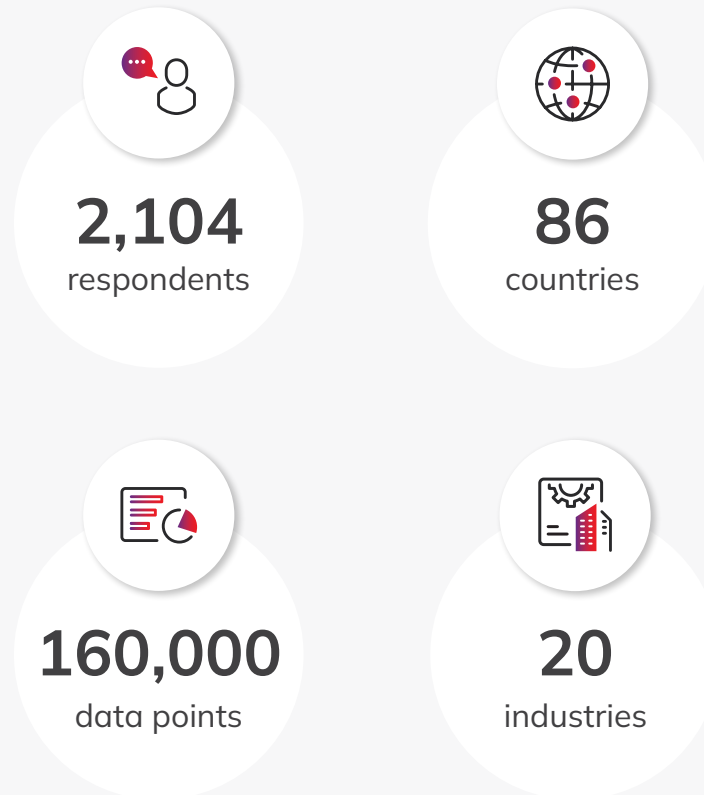 2,104
respondents
86
countries
160,000
data points
20
industries